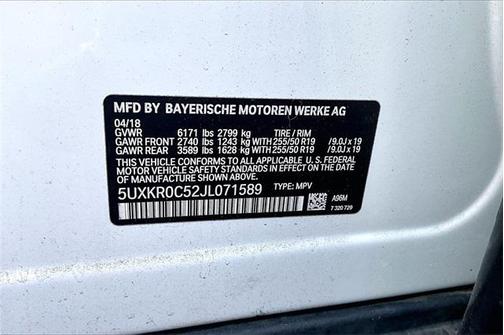 MFD BY BAYERISCHE MOTOREN WERKE AG
04/18
GVWR 6171 lbs 2799 kg TIRE / RIM
GAWR FRONT 2740 lbs 1243 kg 255/50 R19 /9.0J x 19
GAWR REAR 3589 lbs 1628 kg 255/50 R19 /9.0J x 19
THIS VEHICLE CONFORMS TO ALL APPLICABLE U. S. FEDERAL
MOTOR VEHICLE SAFETY STANDARDS IN EFFECT ON THE
DATE OF MANUFACTURE SHOWN ABOVE.
5UXKR0C52JL071589 TYPE: MPV
A96M
7 320 729